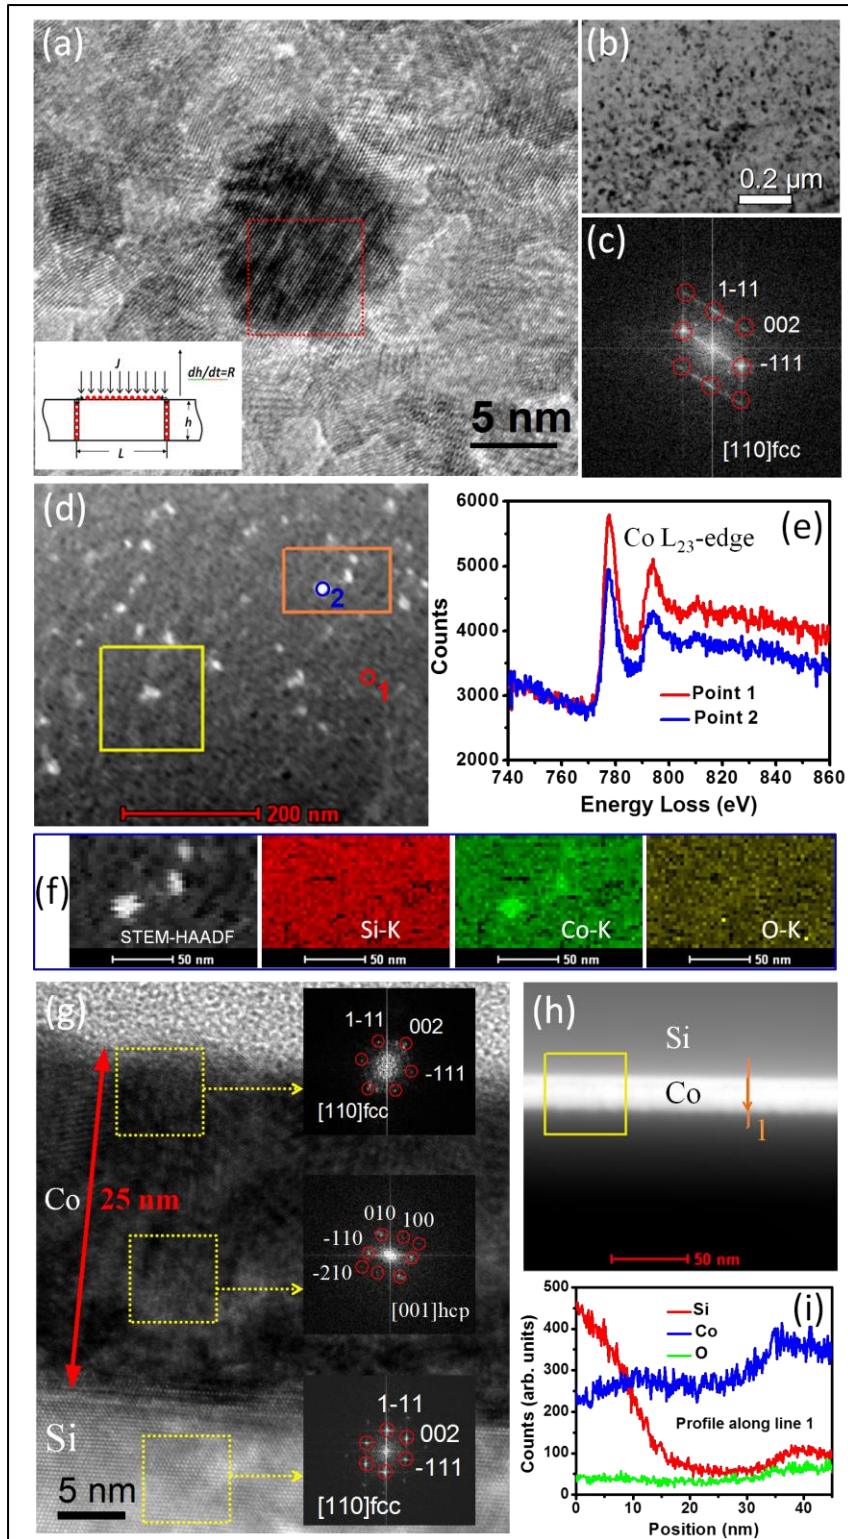 (a)
J
dh/dt=R
h
L
5 nm
(b)
0.2 µm
(c)
1-11
002
-111
[110]fcc
(d)
2
1
200 nm
(e)
Co L23-edge
6000
5000
4000
3000
2000
Counts
Point 1
Point 2
740 760 780 800 820 840 860
Energy Loss (eV)
(f)
STEM-HAADF
50 nm
Si-K
50 nm
Co-K
50 nm
O-K
50 nm
(g)
1-11
002
-111
[110]fcc
Co
25 nm
010
100
-110
-210
[001]hcp
Si
1-11
002
-111
[110]fcc
5 nm
(h)
Si
Co
1
50 nm
(i)
500
450
400
350
300
250
200
150
100
50
0
Counts (arb. units)
Si
Co
O
Profile along line 1
0 10 20 30 40
Position (nm)